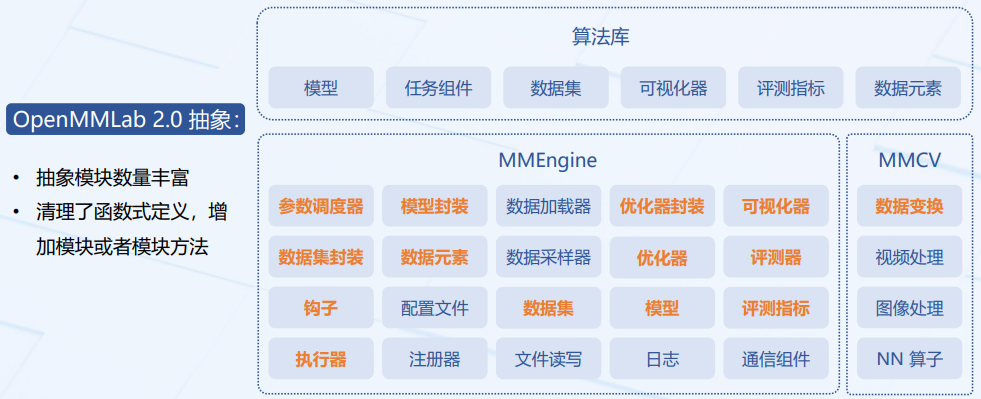 OpenMMLab 2.0 抽象：
• 抽象模块数量丰富
• 清理了函数式定义，增
加模块或者模块方法
算法库
模型 任务组件 数据集 可视化器 评测指标 数据元素
MMEngine
参数调度器 模型封装 数据加载器 优化器封装 可视化器
数据集封装 数据元素 数据采样器 优化器 评测器
钩子 配置文件 数据集 模型 评测指标
执行器 注册器 文件读写 日志 通信组件
MMCV
数据变换
视频处理
图像处理
NN 算子